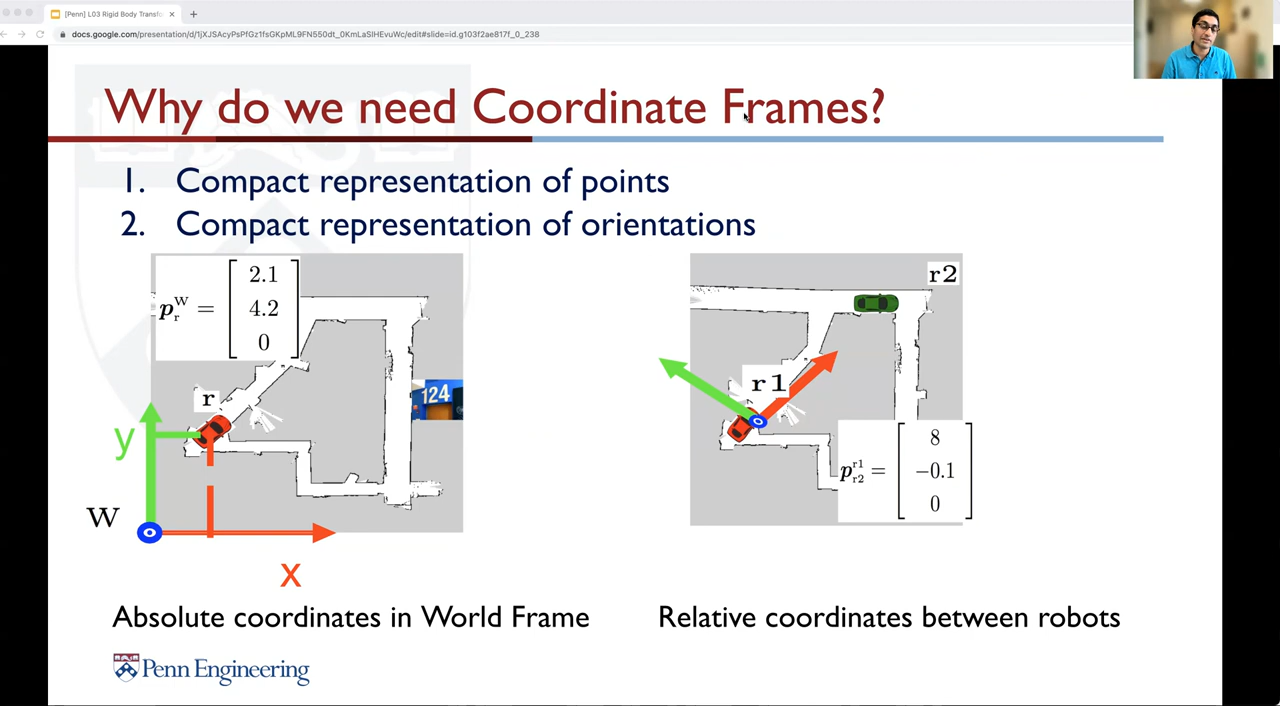 [Penn] L03 Rigid Body Transfo
docs.google.com/presentation/d/1jXJSAcyPsPfGz1fsGKpML9FN550dt_0KmLaSlHEvuWc/edit#slide=id.g103f2ae817f_0_238
Why do we need Coordinate Frames?
1. Compact representation of points
2. Compact representation of orientations
p_r^W = [2.1 4.2 0]
r
124
y
W
x
r2
r1
p_r2^r1 = [8 −0.1 0]
Absolute coordinates in World Frame
Relative coordinates between robots
Penn Engineering